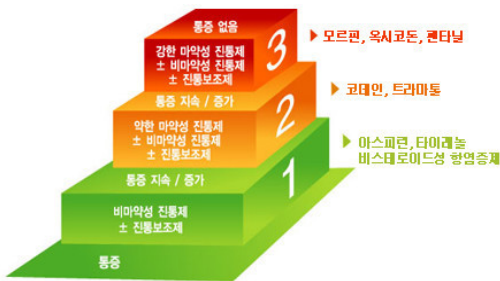 통증 없음
강한 마약성 진통제
± 비마약성 진통제
± 진통보조제
3
▶ 모르핀, 옥시코돈, 펜타닐
통증 지속 / 증가
약한 마약성 진통제
± 비마약성 진통제
± 진통보조제
2
▶ 코데인, 트라마돌
통증 지속 / 증가
비마약성 진통제
± 진통보조제
1
▶ 아스피린, 타이레놀
비스테로이드성 항염증제
통증